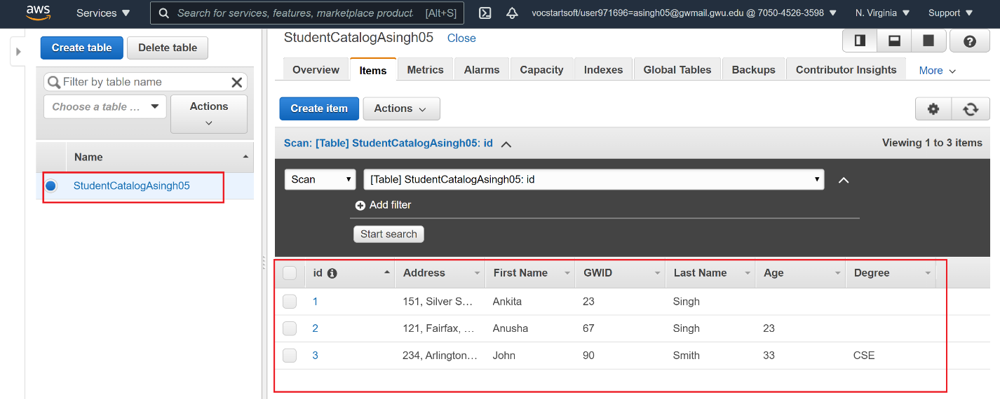 aws Services Search for services, features, marketplace product. [Alt+S] vocstartsoft/user971696=asingh05@gwmail.gwu.edu @ 7050-4526-3598 N. Virginia Support
Create table Delete table
Filter by table name
Choose a table ... Actions
Name
StudentCatalogAsingh05
StudentCatalogAsingh05 Close
Overview Items Metrics Alarms Capacity Indexes Global Tables Backups Contributor Insights More
Create item Actions
Scan: [Table] StudentCatalogAsingh05: id Viewing 1 to 3 items
Scan [Table] StudentCatalogAsingh05: id
Add filter
Start search
id Address First Name GWID Last Name Age Degree
1 151, Silver S... Ankita 23 Singh
2 121, Fairfax, ... Anusha 67 Singh 23
3 234, Arlington... John 90 Smith 33 CSE